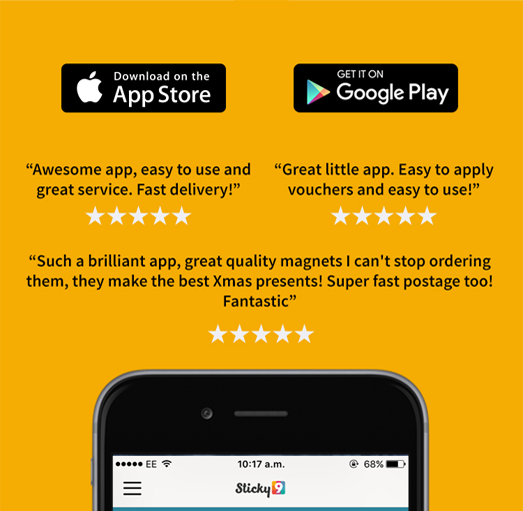 Download on the
App Store
GET IT ON
Google Play
“Awesome app, easy to use and
great service. Fast delivery!”
“Great little app. Easy to apply
vouchers and easy to use!”
“Such a brilliant app, great quality magnets I can't stop ordering
them, they make the best Xmas presents! Super fast postage too!
Fantastic”
EE 10:17 a.m. 68%
Sticky9